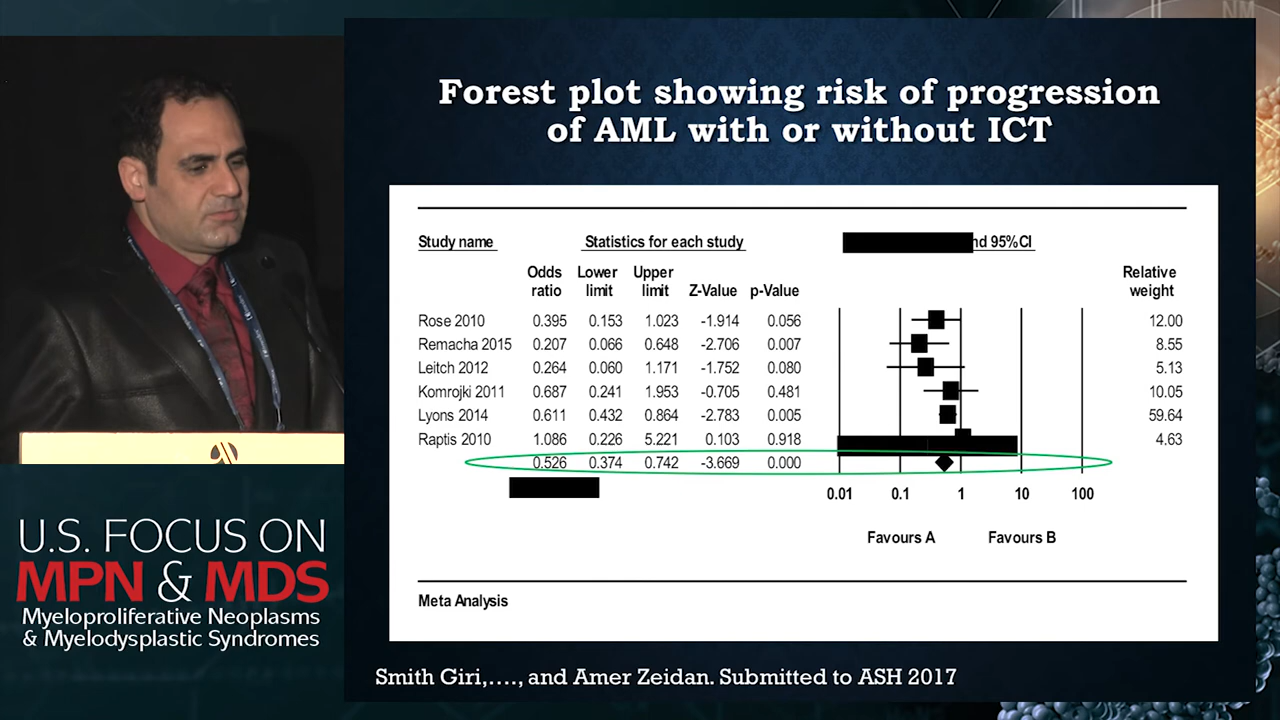 NM
Forest plot showing risk of progression
of AML with or without ICT
Study name Statistics for each study nd 95%CI
Odds ratio Lower limit Upper limit Z-Value p-Value Relative weight
Rose 2010 0.395 0.153 1.023 -1.914 0.056 12.00
Remacha 2015 0.207 0.066 0.648 -2.706 0.007 8.55
Leitch 2012 0.264 0.060 1.171 -1.752 0.080 5.13
Komrojki 2011 0.687 0.241 1.953 -0.705 0.481 10.05
Lyons 2014 0.611 0.432 0.864 -2.783 0.005 59.64
Raptis 2010 1.086 0.226 5.221 0.103 0.918 4.63
0.526 0.374 0.742 -3.669 0.000
0.01 0.1 1 10 100
Favours A Favours B
Meta Analysis
Smith Giri,...., and Amer Zeidan. Submitted to ASH 2017
U.S. FOCUS ON
MPN & MDS
Myeloproliferative Neoplasms
& Myelodysplastic Syndromes